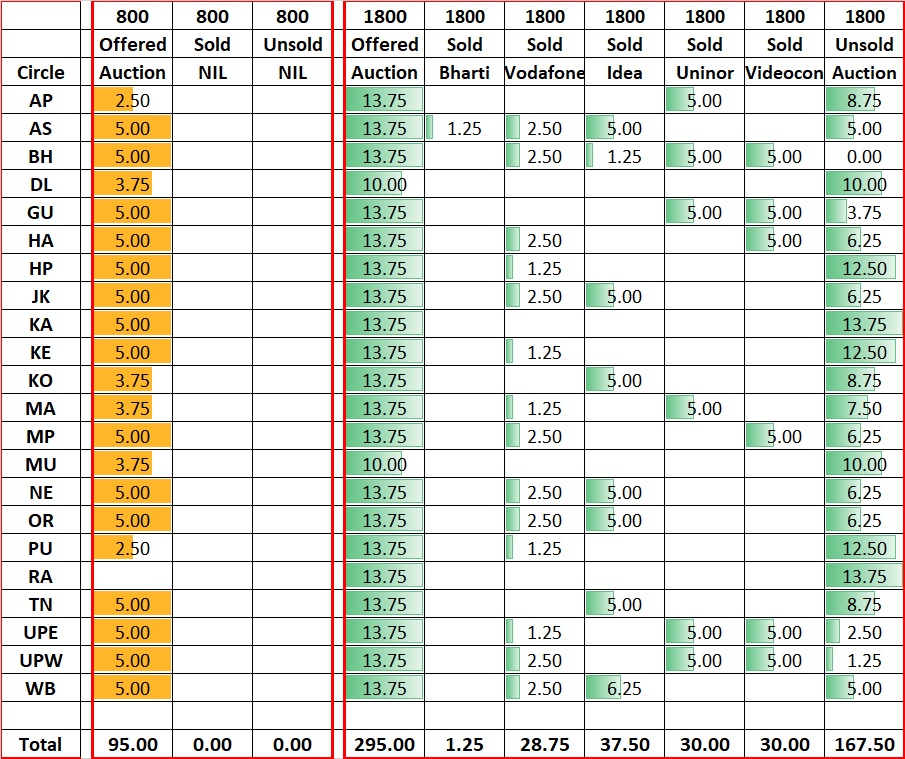 800 800 800 1800 1800 1800 1800 1800 1800 1800
Offered Sold Unsold Offered Sold Sold Sold Sold Sold Unsold
Circle Auction NIL NIL Auction Bharti Vodafone Idea Uninor Videocon Auction
AP 2.50 13.75 5.00 8.75
AS 5.00 13.75 1.25 2.50 5.00 5.00
BH 5.00 13.75 2.50 1.25 5.00 5.00 0.00
DL 3.75 10.00 10.00
GU 5.00 13.75 5.00 5.00 3.75
HA 5.00 13.75 2.50 5.00 6.25
HP 5.00 13.75 1.25 12.50
JK 5.00 13.75 2.50 5.00 6.25
KA 5.00 13.75 13.75
KE 5.00 13.75 1.25 12.50
KO 3.75 13.75 5.00 8.75
MA 3.75 13.75 1.25 5.00 7.50
MP 5.00 13.75 2.50 5.00 6.25
MU 3.75 10.00 10.00
NE 5.00 13.75 2.50 5.00 6.25
OR 5.00 13.75 2.50 5.00 6.25
PU 2.50 13.75 1.25 12.50
RA 13.75 13.75
TN 5.00 13.75 5.00 8.75
UPE 5.00 13.75 1.25 5.00 5.00 2.50
UPW 5.00 13.75 2.50 5.00 5.00 1.25
WB 5.00 13.75 2.50 6.25 5.00
Total 95.00 0.00 0.00 295.00 1.25 28.75 37.50 30.00 30.00 167.50